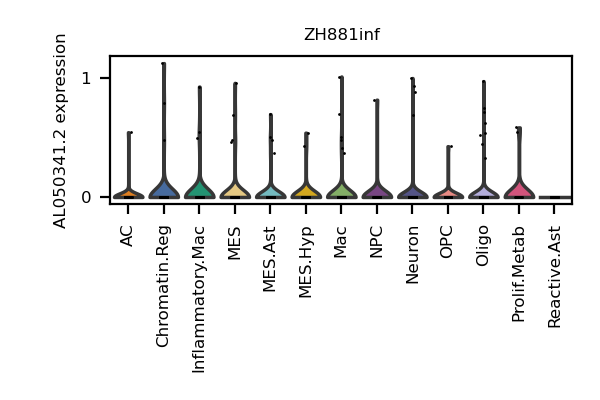 ZH881inf
AL050341.2 expression
1
0
AC
Chromatin.Reg
Inflammatory.Mac
MES
MES.Ast
MES.Hyp
Mac
NPC
Neuron
OPC
Oligo
Prolif.Metab
Reactive.Ast